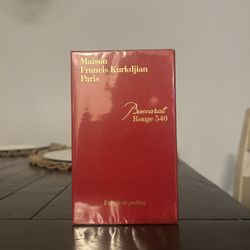 Maison
Francis Kurkdjian
Paris
Baccarat
Rouge 540
Extrait de parfum